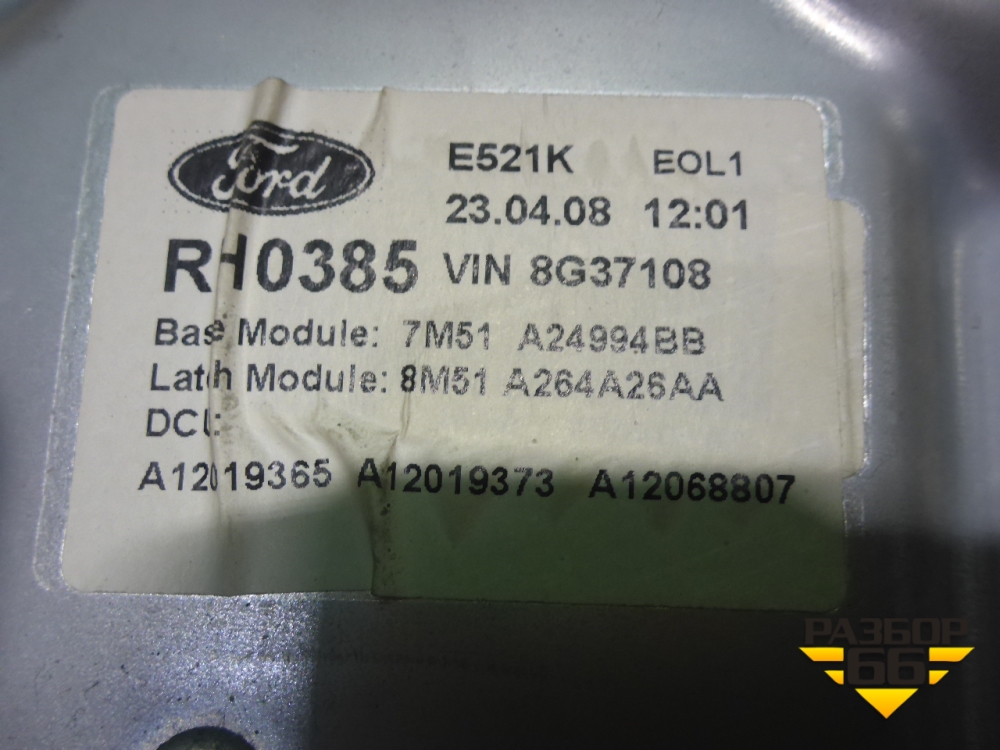 Ford
E521K EOL1
23.04.08 12:01
RH0385 VIN 8G37108
Base Module: 7M51 A24994BB
Latch Module: 8M51 A264A26AA
DCU:
A12019365 A12019373 A12068807
РАЗБОР
66